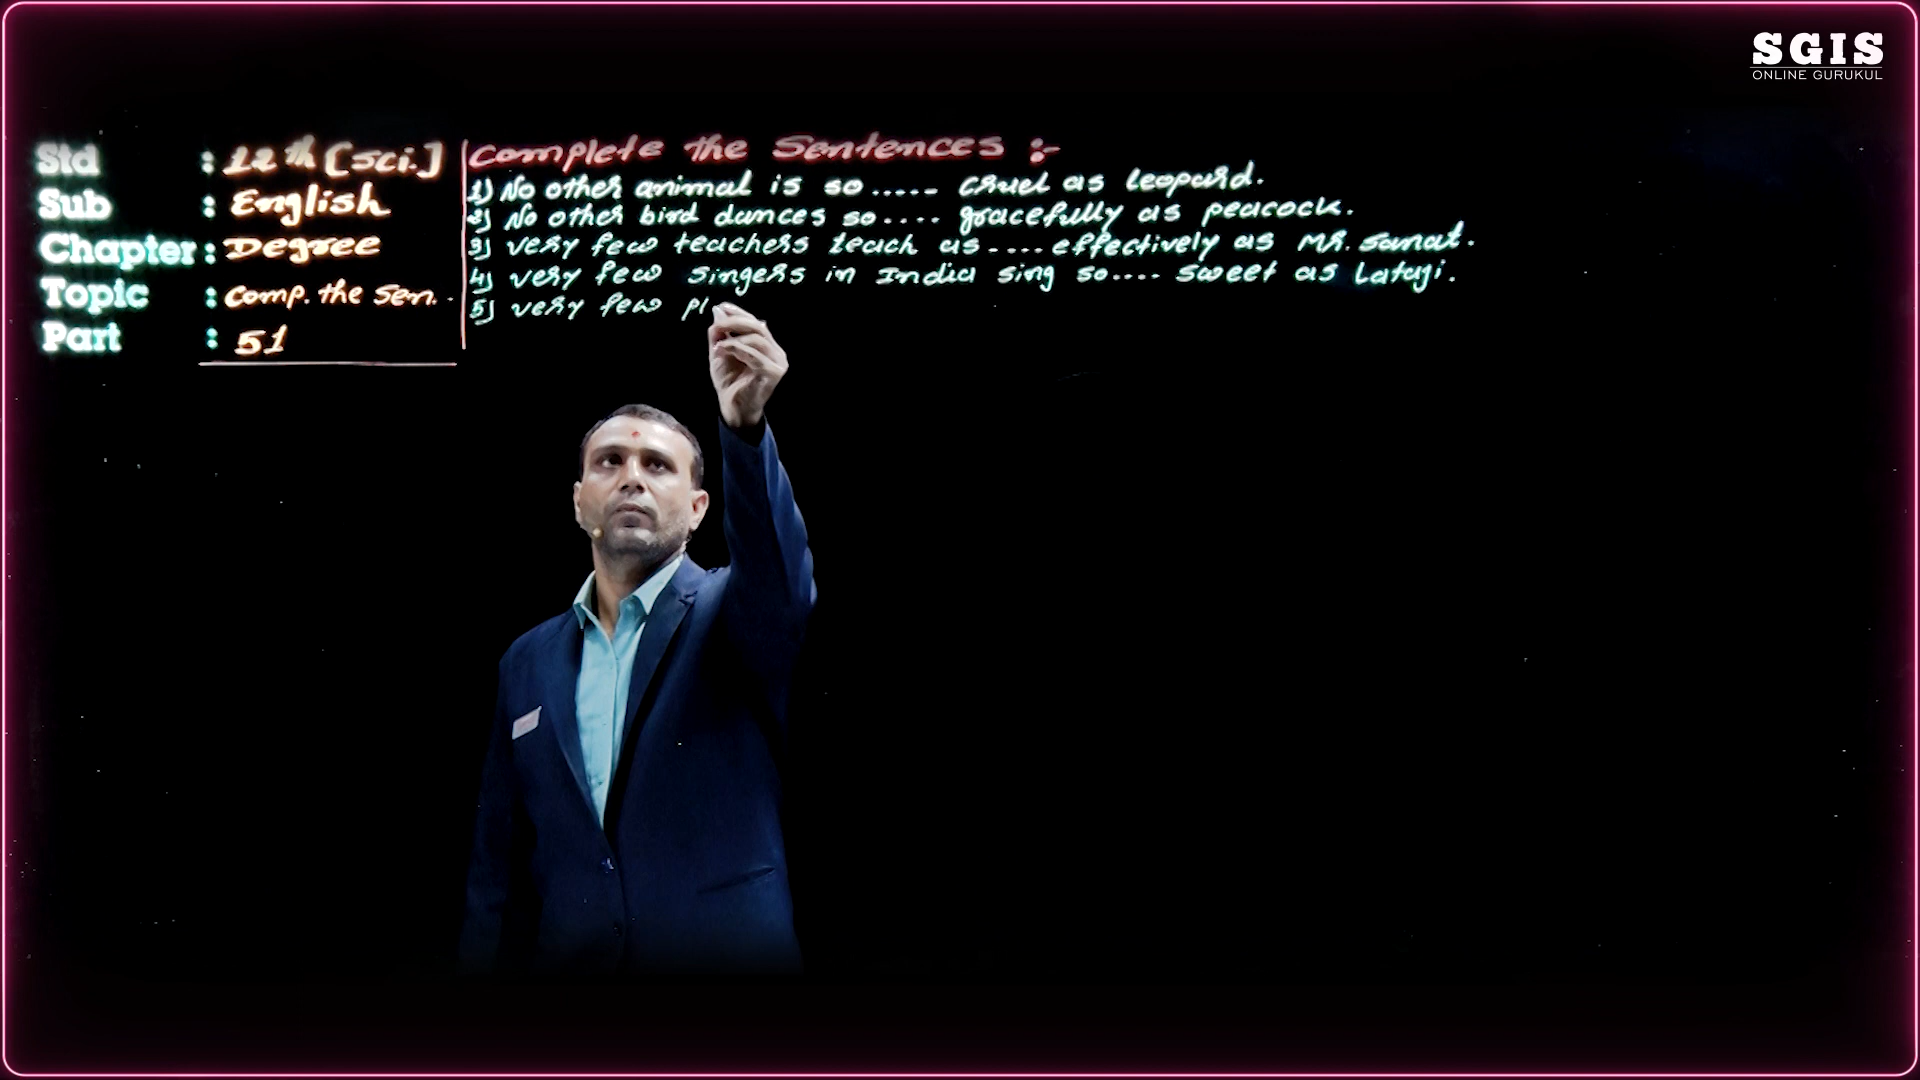 SGIS
ONLINE GURUKUL
Std : 12th [Sci.]
Sub : English
Chapter : Degree
Topic : Comp. the Sen.
Part : 51
Complete the Sentences :-
1) No other animal is so ..... cruel as leopard.
2) No other bird dances so .... gracefully as peacock.
3) very few teachers teach as .... effectively as Mr. Sanat.
4) very few singers in India sing so .... sweet as Lataji.
5) very few pl